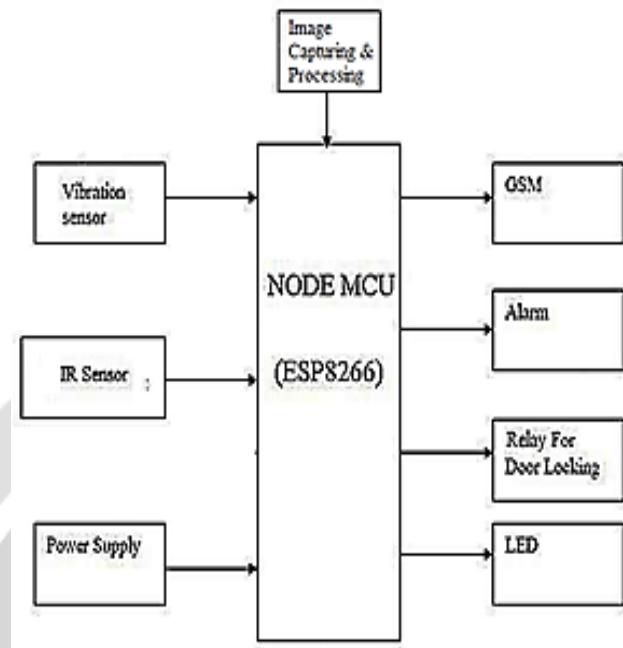 Image
Capturing &
Processing
Vibration
sensor
GSM
NODE MCU
(ESP8266)
Alarm
IR Sensor
Relay For
Door Locking
Power Supply
LED